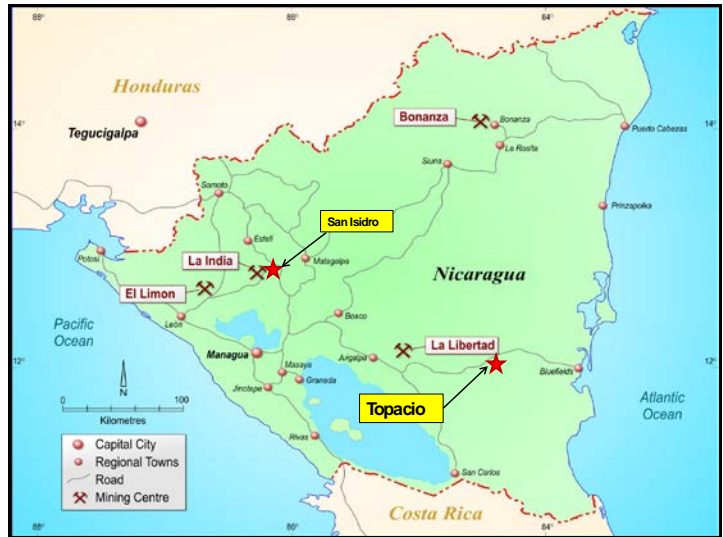 88°
86°
84°
Honduras
Tegucigalpa
14°
14°
Bonanza
Bonanza
La Rosita
Puerto Cabezas
Siuna
Somoto
San Isidro
Prinzapolka
Esteli
La India
Matagalpa
Potosi
El Limon
Nicaragua
León
Boaco
Pacific
Ocean
Managua
La Libertad
Juigalpa
12°
12°
Masaya
Granada
Jinotepe
Bluefields
N
Topacio
Atlantic
Ocean
0
100
Kilometres
Rivas
Capital City
Regional Towns
Road
Mining Centre
San Carlos
Costa Rica
88°
86°
84°